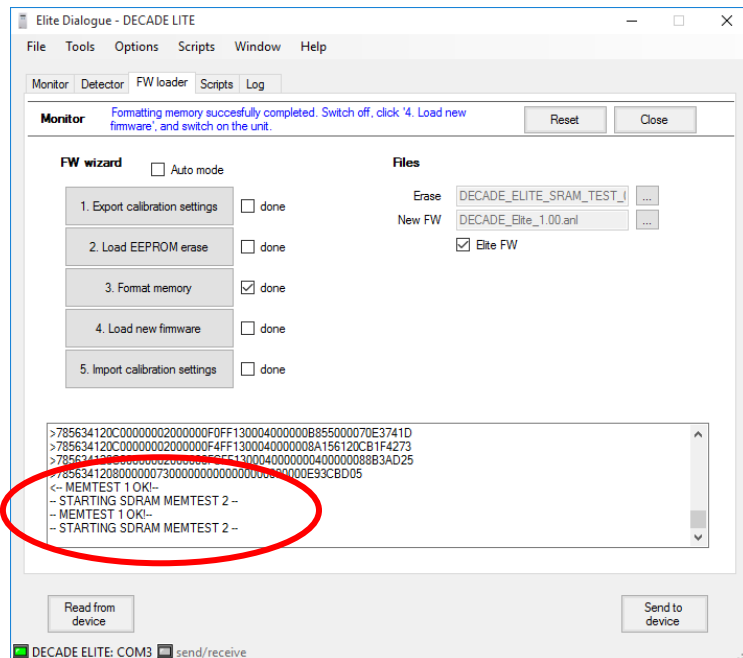 Elite Dialogue - DECADE LITE
File Tools Options Scripts Window Help
Monitor Detector FW loader Scripts Log
Monitor
Formatting memory succesfully completed. Switch off, click '4. Load new
firmware', and switch on the unit.
Reset Close
FW wizard Auto mode
Files
1. Export calibration settings done
Erase DECADE_ELITE_SRAM_TEST_ ...
2. Load EEPROM erase done
New FW DECADE_Elite_1.00.anl ...
Elite FW
3. Format memory done
4. Load new firmware done
5. Import calibration settings done
>785634120C00000002000000F0FF130004000000B855000070E3741D
>785634120C00000002000000F4FF1300040000008A156120CB1F4273
>7856341208000000730000000000000000000000E93CBD05
<-- MEMTEST 1 OK!--
-- STARTING SDRAM MEMTEST 2 --
-- MEMTEST 1 OK!--
-- STARTING SDRAM MEMTEST 2 --
Read from
device
Send to
device
DECADE ELITE: COM3 send/receive